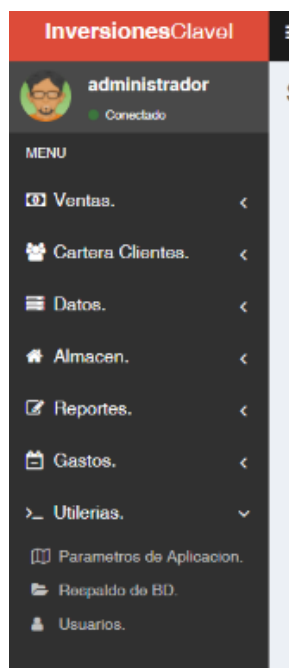 InversionesClavel
administrador
Conectado
MENU
Ventas.
Cartera Clientes.
Datos.
Almacen.
Reportes.
Gastos.
Utilerias.
Parametros de Aplicacion.
Respaldo de BD.
Usuarios.